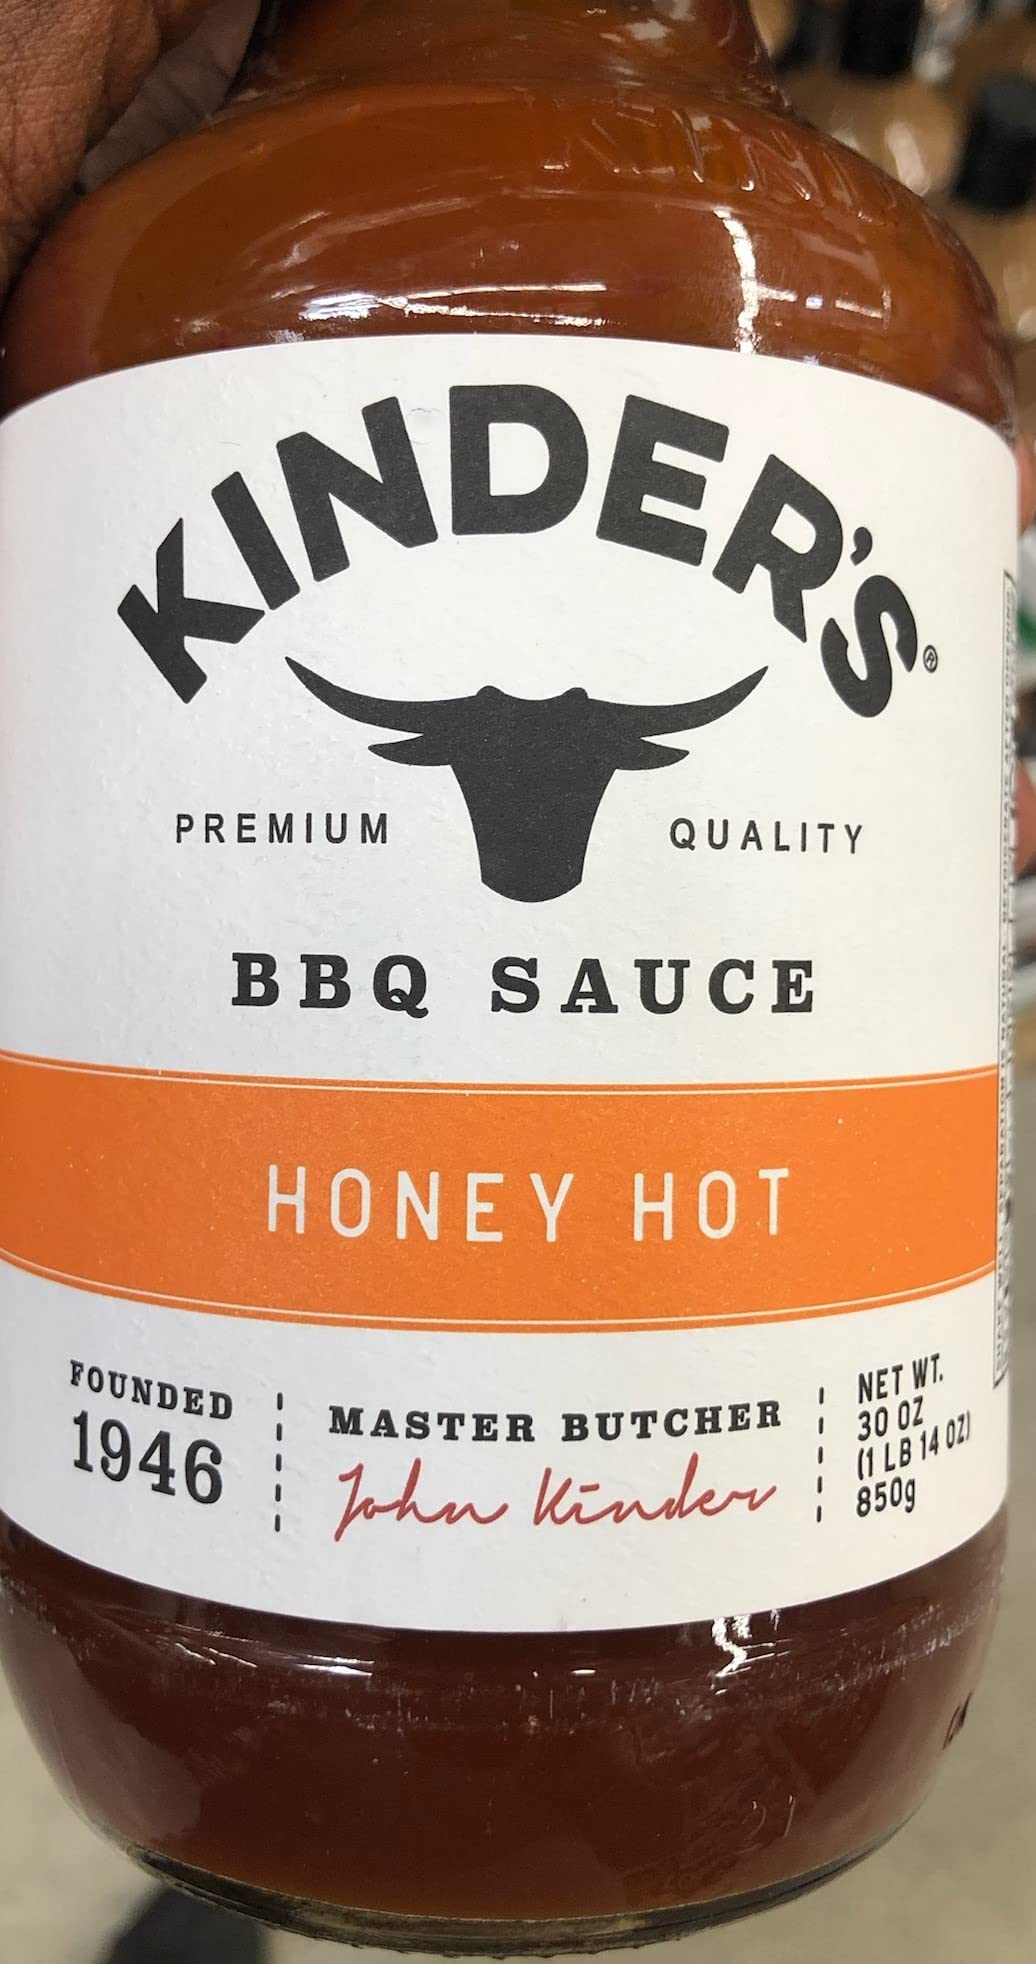 KINDER'S®
PREMIUM QUALITY
BBQ SAUCE
HONEY HOT
FOUNDED
1946
MASTER BUTCHER
John Kinder
NET WT.
30 OZ
(1 LB 14 OZ)
850g